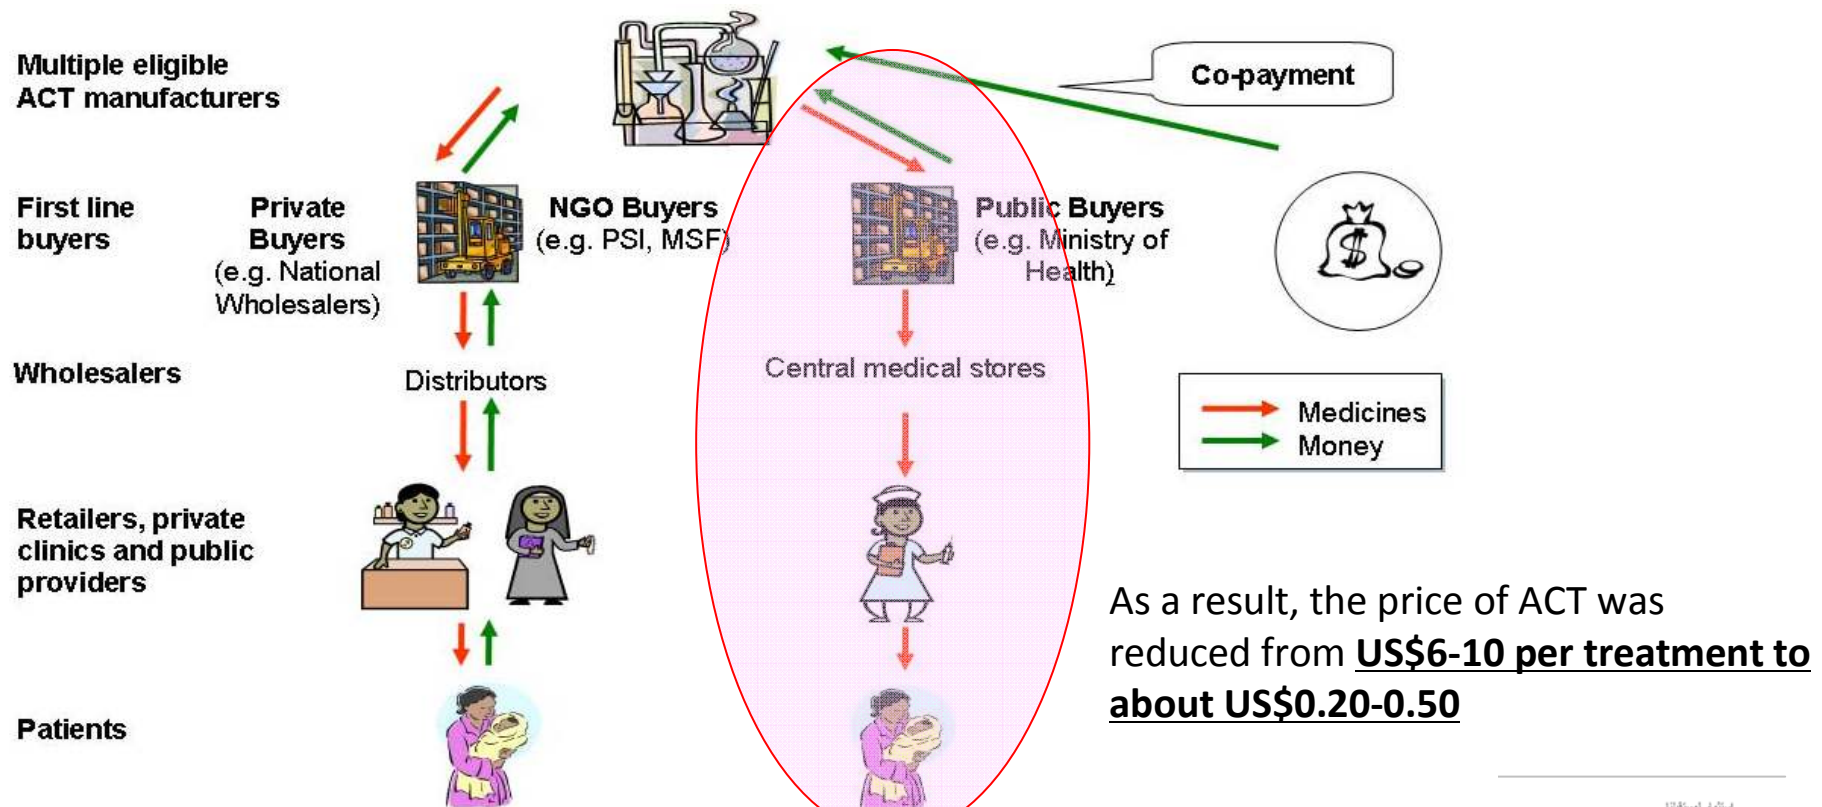 Multiple eligible
ACT manufacturers
Co-payment
First line
buyers
Private
Buyers
(e.g. National
Wholesalers)
NGO Buyers
(e.g. PSI, MSF)
Public Buyers
(e.g. Ministry of
Health)
$
Wholesalers
Distributors
Central medical stores
Medicines
Money
Retailers, private
clinics and public
providers
As a result, the price of ACT was
reduced from US$6-10 per treatment to
about US$0.20-0.50
Patients